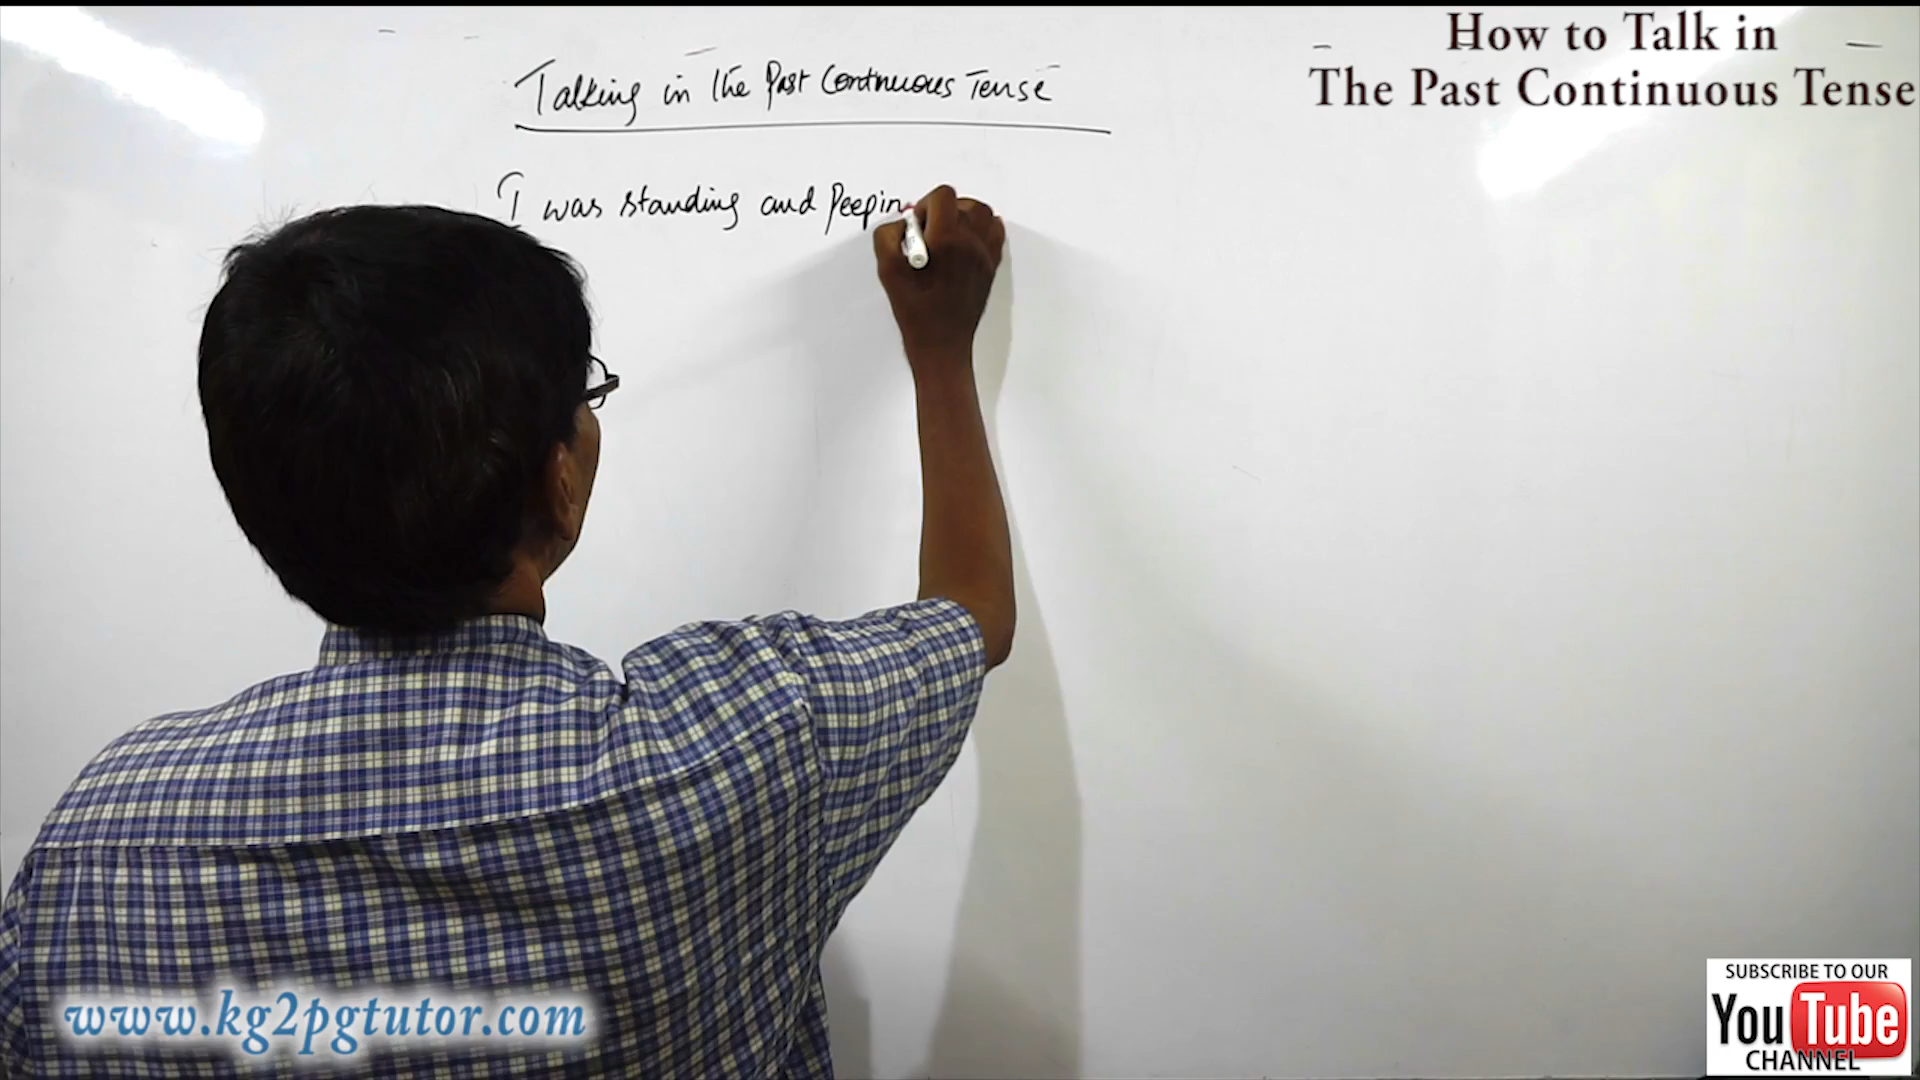 How to Talk in
The Past Continuous Tense
Talking in the Past Continuous Tense
I was standing and Peepin
www.kg2pgtutor.com
SUBSCRIBE TO OUR
YouTube
CHANNEL